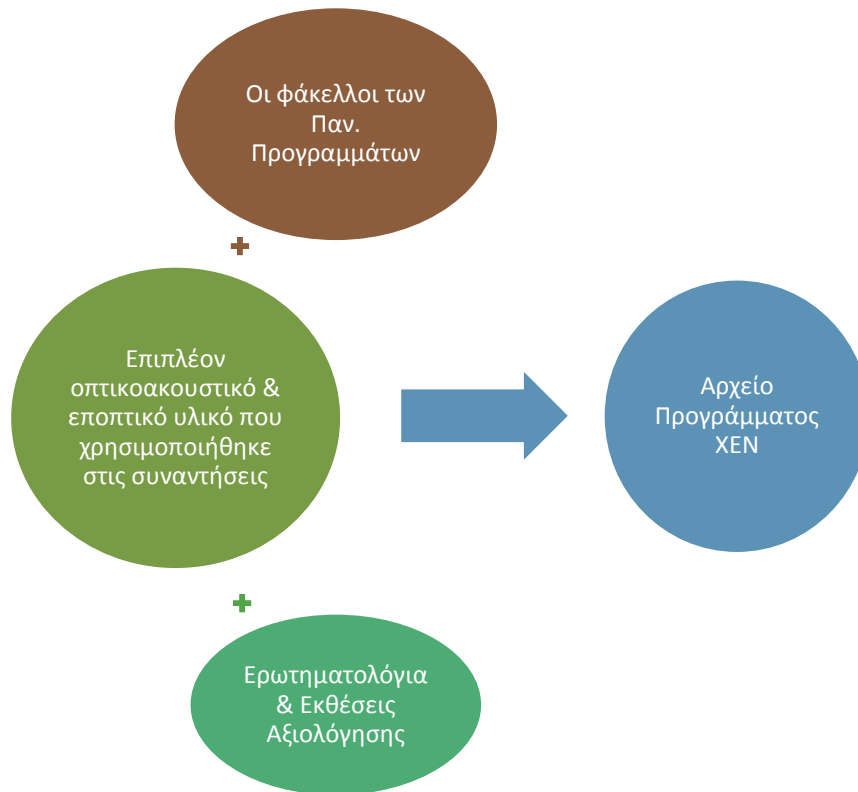 Οι φάκελλοι των
Παν.
Προγραμμάτων
Επιπλέον
οπτικοακουστικό &
εποπτικό υλικό που
χρησιμοποιήθηκε
στις συναντήσεις
Ερωτηματολόγια
& Εκθέσεις
Αξιολόγησης
Αρχείο
Προγράμματος
ΧΕΝ